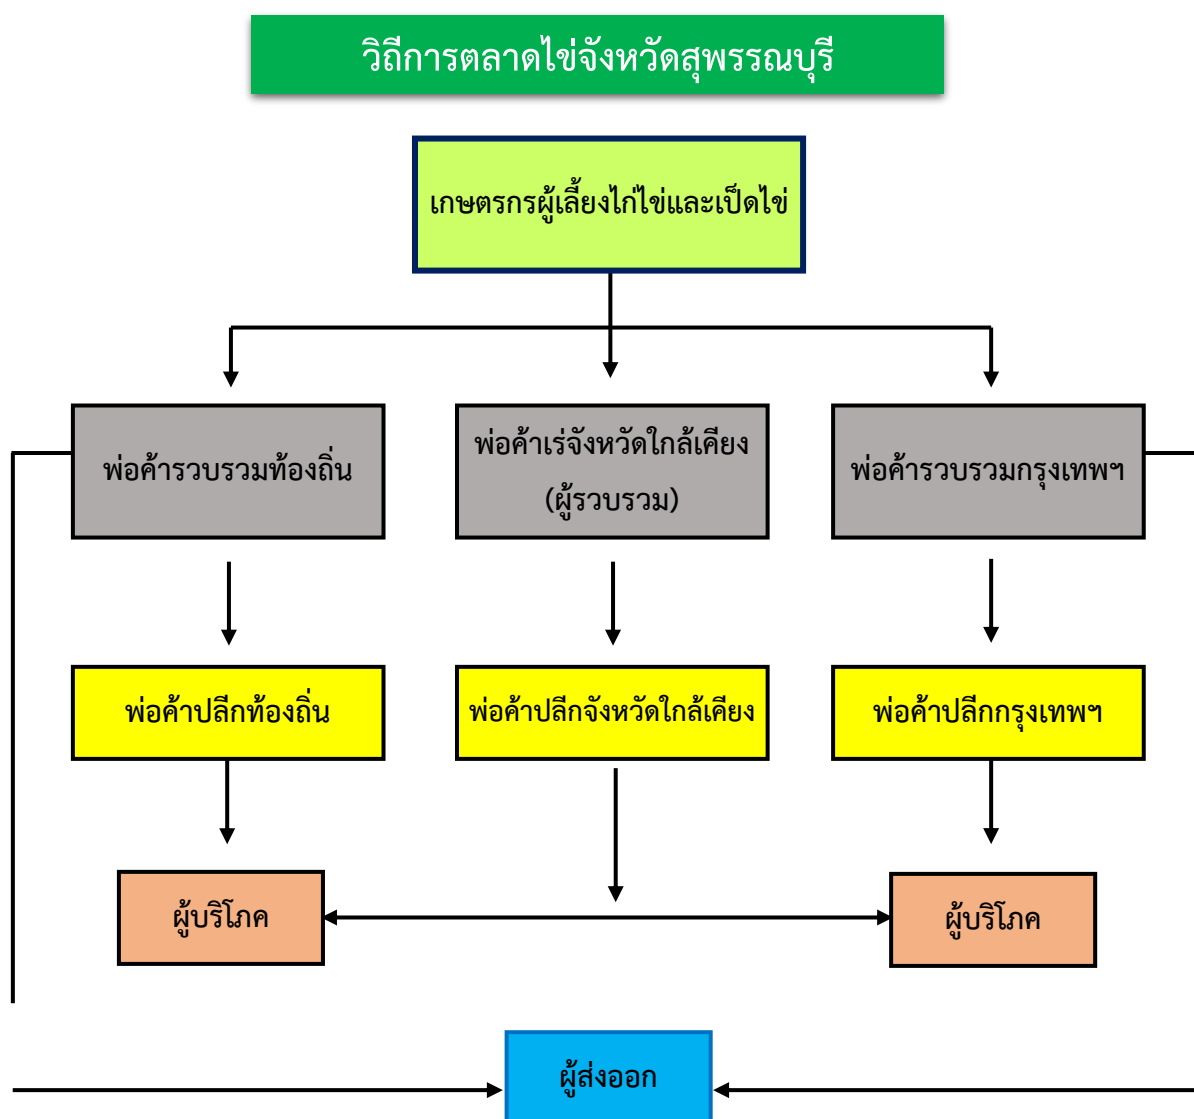 วิถีการตลาดไข่จังหวัดสุพรรณบุรี
เกษตรกรผู้เลี้ยงไก่ไข่และเป็ดไข่
พ่อค้ารวบรวมท้องถิ่น
พ่อค้าเร่จังหวัดใกล้เคียง
(ผู้รวบรวม)
พ่อค้ารวบรวมกรุงเทพฯ
พ่อค้าปลีกท้องถิ่น
พ่อค้าปลีกจังหวัดใกล้เคียง
พ่อค้าปลีกกรุงเทพฯ
ผู้บริโภค
ผู้บริโภค
ผู้ส่งออก